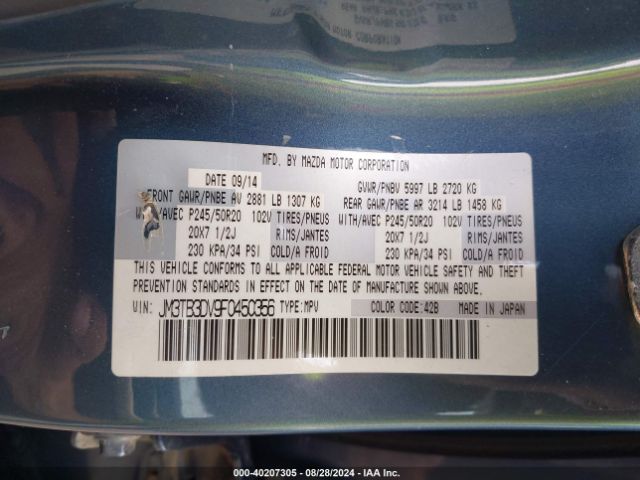 MFD. BY MAZDA MOTOR CORPORATION
DATE 09/14 GVWR/PNBV 5997 LB 2720 KG
FRONT GAWR/PNBE AV 2881 LB 1307 KG REAR GAWR/PNBE AR 3214 LB 1458 KG
WITH/AVEC P245/50R20 102V TIRES/PNEUS WITH/AVEC P245/50R20 102V TIRES/PNEUS
20X7 1/2J RIMS/JANTES 20X7 1/2J RIMS/JANTES
230 KPA/34 PSI COLD/A FROID 230 KPA/34 PSI COLD/A FROID
THIS VEHICLE CONFORMS TO ALL APPLICABLE FEDERAL MOTOR VEHICLE SAFETY AND THEFT
PREVENTION STANDARDS IN EFFECT ON THE DATE OF MANUFACTURE SHOWN ABOVE.
VIN: JM3TB3DV9F0450356 TYPE:MPV COLOR CODE:42B MADE IN JAPAN
000-40207305 - 08/28/2024 - IAA Inc.